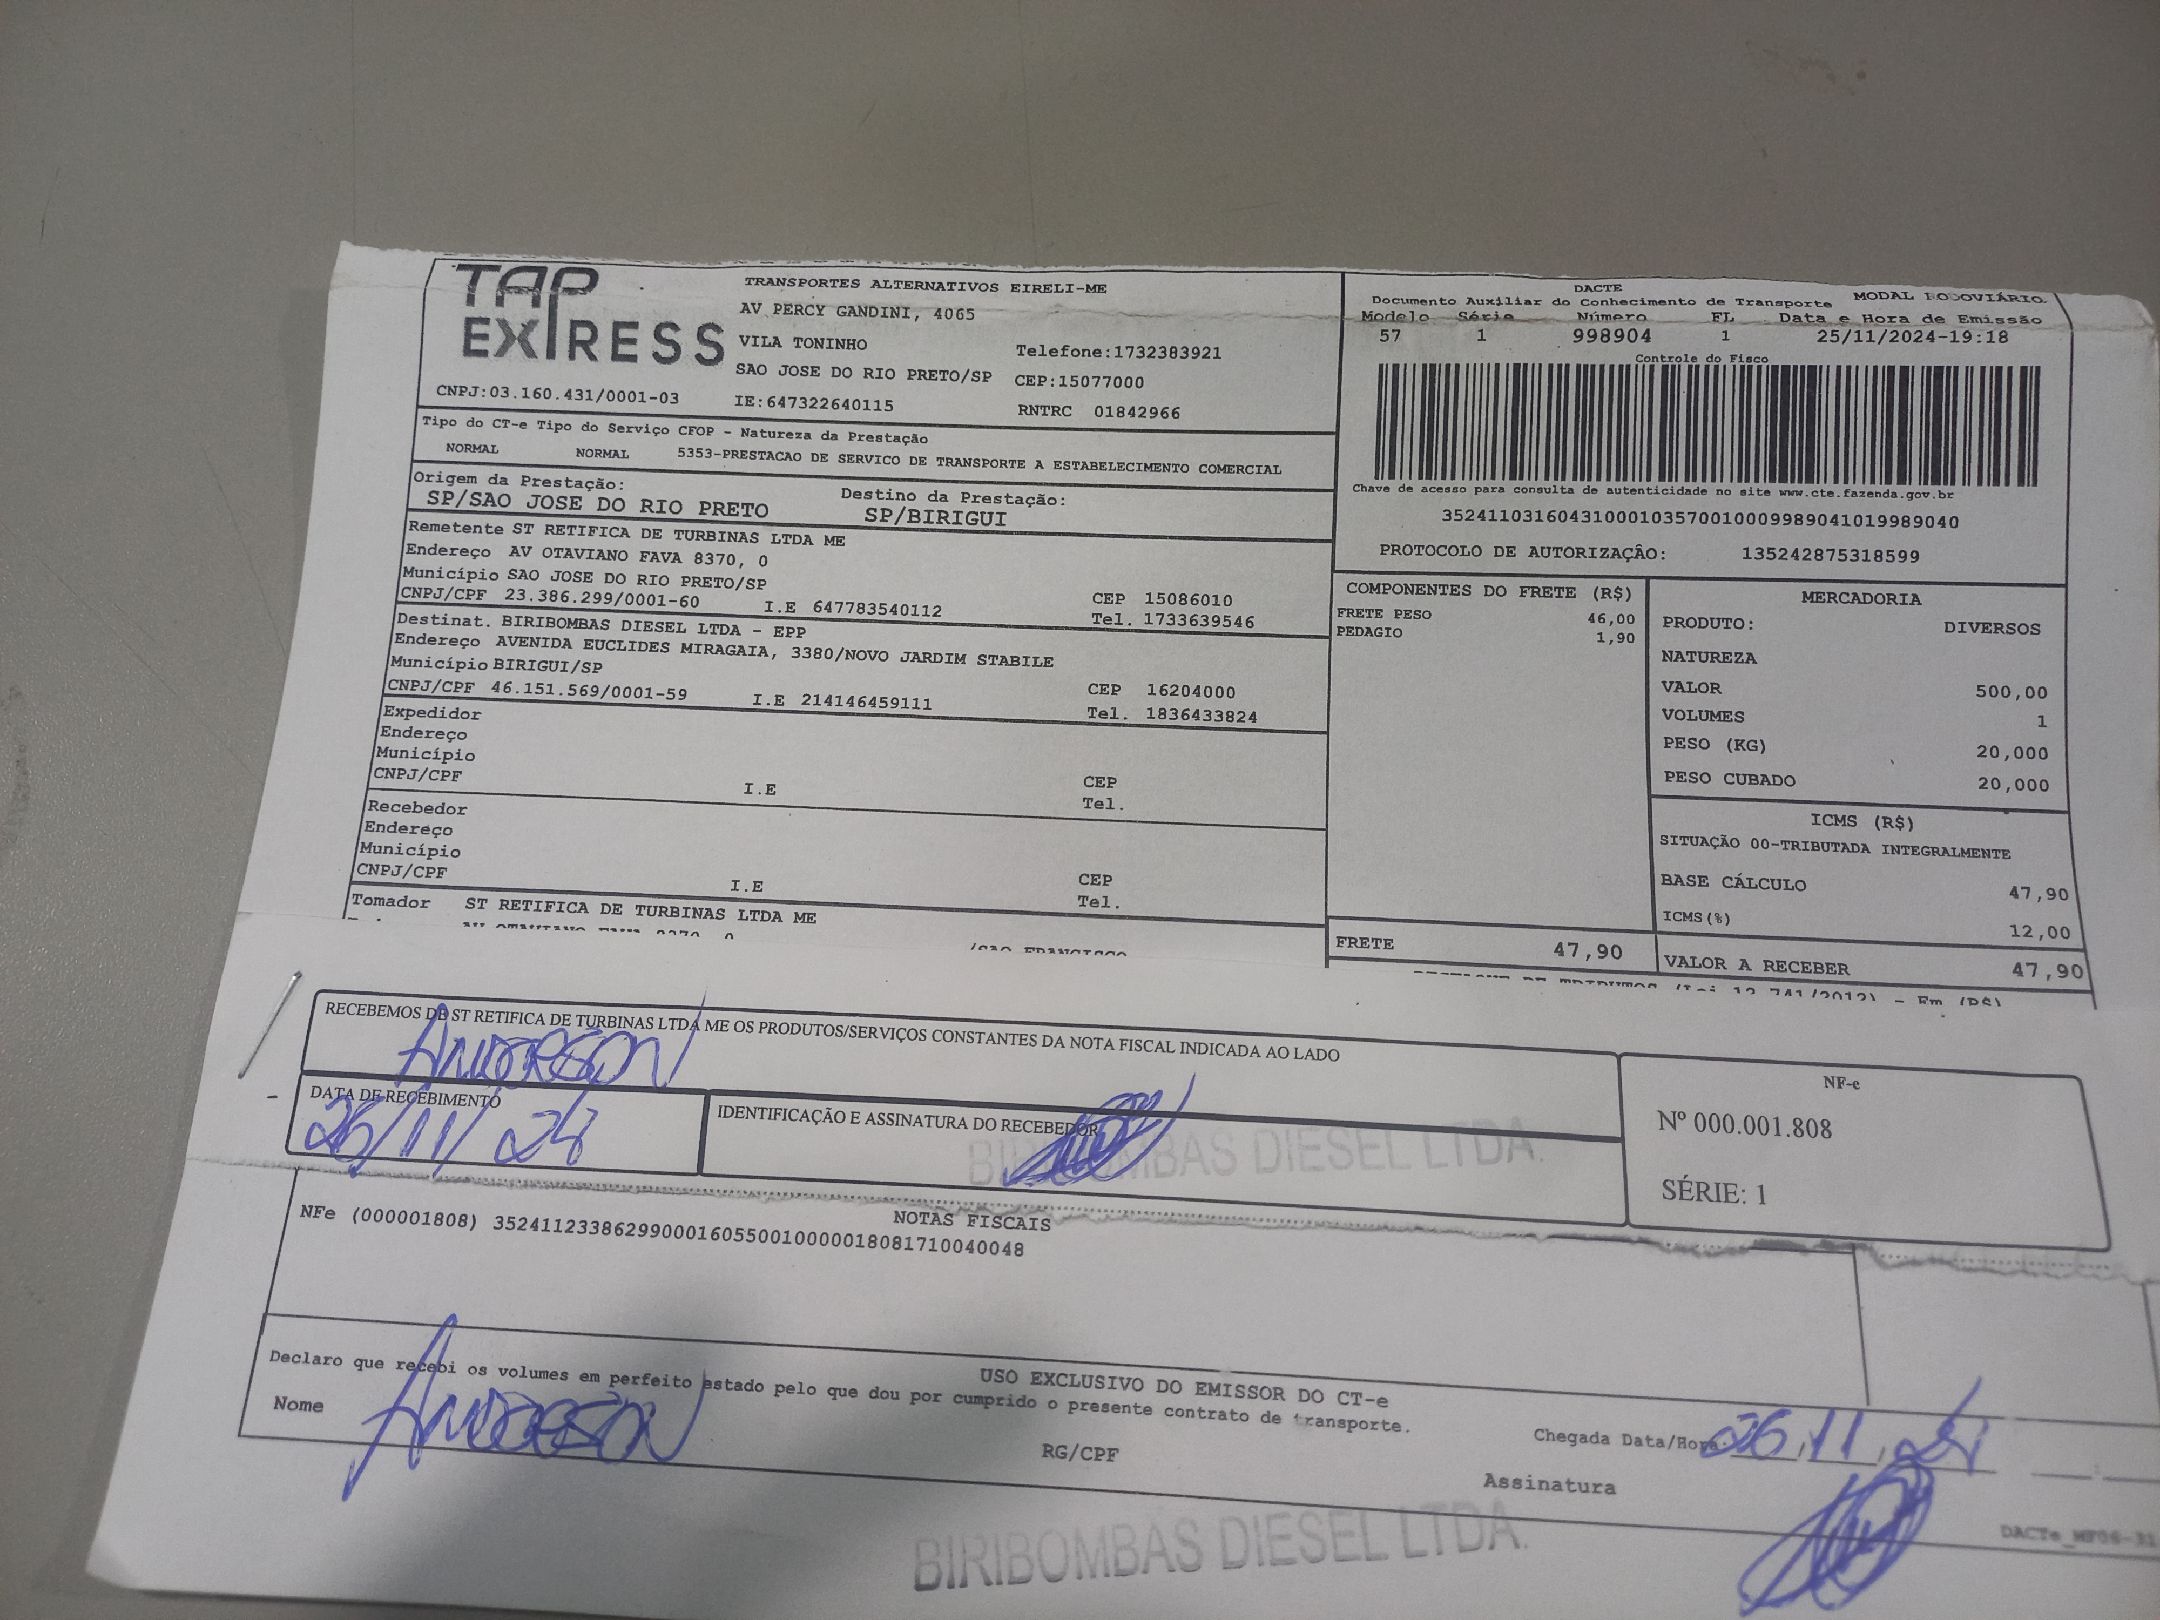 TAP EXPRESS
TRANSPORTES ALTERNATIVOS EIRELI-ME
AV PERCY GANDINI, 4065
VILA TONINHO
Telefone:1732383921
SAO JOSE DO RIO PRETO/SP CEP:15077000
CNPJ:03.160.431/0001-03 IE:647322640115 RNTRC 01842966
Tipo do CT-e Tipo do Serviço CFOP - Natureza da Prestação
NORMAL NORMAL 5353-PRESTACAO DE SERVICO DE TRANSPORTE A ESTABELECIMENTO COMERCIAL
Origem da Prestação: Destino da Prestação:
SP/SAO JOSE DO RIO PRETO SP/BIRIGUI
Remetente ST RETIFICA DE TURBINAS LTDA ME
Endereço AV OTAVIANO FAVA 8370, 0
Município SAO JOSE DO RIO PRETO/SP CEP 15086010
CNPJ/CPF 23.386.299/0001-60 I.E 647783540112 Tel. 1733639546
Destinat. BIRIBOMBAS DIESEL LTDA - EPP
Endereço AVENIDA EUCLIDES MIRAGAIA, 3380/NOVO JARDIM STABILE
Município BIRIGUI/SP CEP 16204000
CNPJ/CPF 46.151.569/0001-59 I.E 214146459111 Tel. 1836433824
Expedidor
Endereço
Município CEP
CNPJ/CPF I.E Tel.
Recebedor
Endereço
Município CEP
CNPJ/CPF I.E Tel.
Tomador ST RETIFICA DE TURBINAS LTDA ME
DACTE MODAL RODOVIÁRIO
Documento Auxiliar do Conhecimento de Transporte
Modelo Série Número FL Data e Hora de Emissão
57 1 998904 1 25/11/2024-19:18
Controle do Fisco
Chave de acesso para consulta de autenticidade no site www.cte.fazenda.gov.br
35241103160431000103570010009989041019989040
PROTOCOLO DE AUTORIZAÇÃO: 135242875318599
COMPONENTES DO FRETE (R$)
FRETE PESO 46,00
PEDAGIO 1,90
FRETE 47,90
MERCADORIA
PRODUTO: DIVERSOS
NATUREZA
VALOR 500,00
VOLUMES 1
PESO (KG) 20,000
PESO CUBADO 20,000
ICMS (R$)
SITUAÇÃO 00-TRIBUTADA INTEGRALMENTE
BASE CÁLCULO 47,90
ICMS(%) 12,00
VALOR A RECEBER 47,90
RECEBEMOS DE ST RETIFICA DE TURBINAS LTDA ME OS PRODUTOS/SERVIÇOS CONSTANTES DA NOTA FISCAL INDICADA AO LADO
ANDERSON
DATA DE RECEBIMENTO
26/11/24
IDENTIFICAÇÃO E ASSINATURA DO RECEBEDOR
BIRIBOMBAS DIESEL LTDA.
NF-e
Nº 000.001.808
SÉRIE: 1
NOTAS FISCAIS
NFe (000001808) 35241123386299000160550010000018081710040048
USO EXCLUSIVO DO EMISSOR DO CT-e
Declaro que recebi os volumes em perfeito estado pelo que dou por cumprido o presente contrato de transporte.
Nome ANDERSON
RG/CPF
Chegada Data/Hora 26/11/24
Assinatura
BIRIBOMBAS DIESEL LTDA.